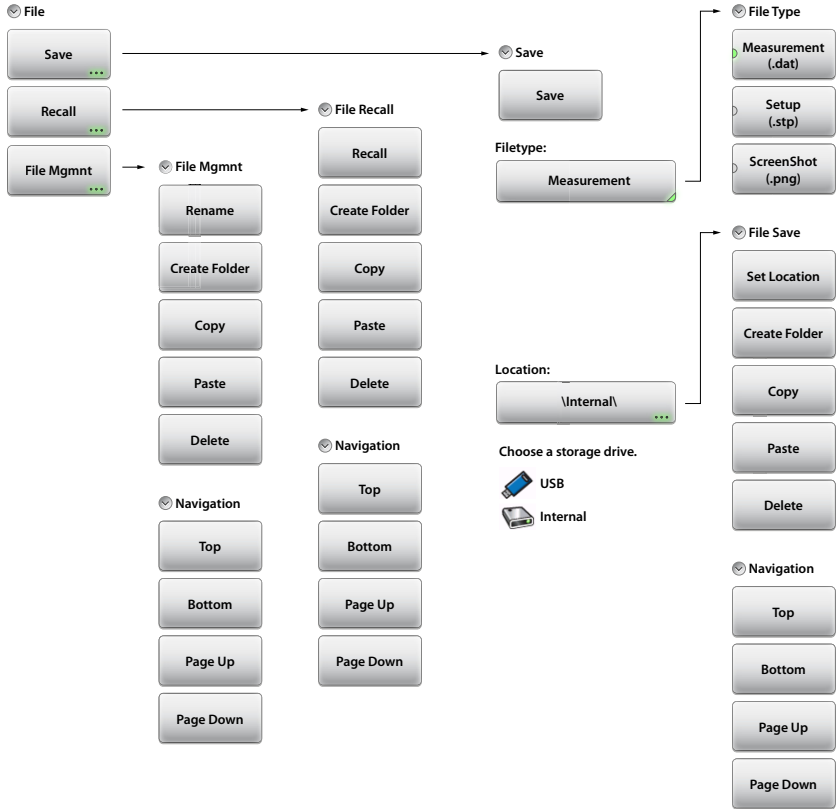 File
Save
Recall
File Mgmnt
File Mgmnt
Rename
Create Folder
Copy
Paste
Delete
Navigation
Top
Bottom
Page Up
Page Down
File Recall
Recall
Create Folder
Copy
Paste
Delete
Navigation
Top
Bottom
Page Up
Page Down
Save
Save
Filetype:
Measurement
Location:
\Internal\
Choose a storage drive.
USB
Internal
File Type
Measurement
(.dat)
Setup
(.stp)
ScreenShot
(.png)
File Save
Set Location
Create Folder
Copy
Paste
Delete
Navigation
Top
Bottom
Page Up
Page Down